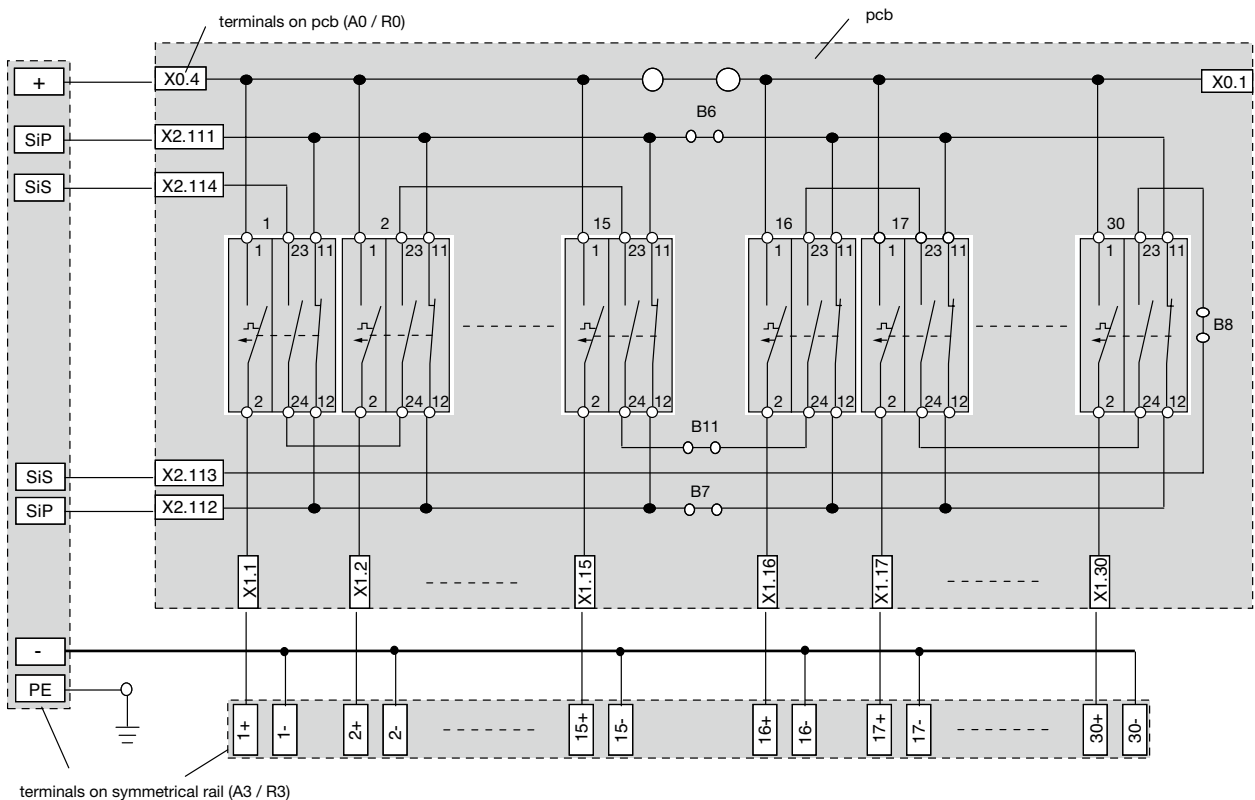 terminals on pcb (A0 / R0)
pcb
+
X0.4
X0.1
B6
SiP
X2.111
SiS
X2.114
1 2 15 16 17 30
1 23 11 1 23 11 1 23 11 1 23 11 1 23 11 1 23 11
B8
2 24 12 2 24 12 2 24 12 2 24 12 2 24 12 2 24 12
B11
SiS
X2.113
B7
SiP
X2.112
X1.1 X1.2 X1.15 X1.16 X1.17 X1.30
-
PE
1+ 1- 2+ 2- 15+ 15- 16+ 16- 17+ 17- 30+ 30-
terminals on symmetrical rail (A3 / R3)